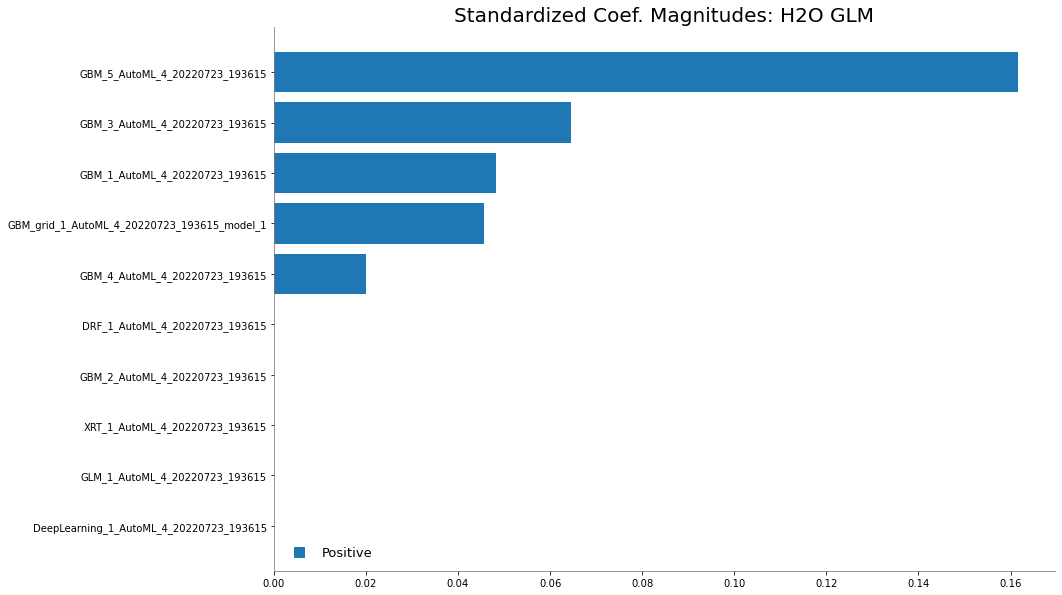 Standardized Coef. Magnitudes: H2O GLM
GBM_5_AutoML_4_20220723_193615
GBM_3_AutoML_4_20220723_193615
GBM_1_AutoML_4_20220723_193615
GBM_grid_1_AutoML_4_20220723_193615_model_1
GBM_4_AutoML_4_20220723_193615
DRF_1_AutoML_4_20220723_193615
GBM_2_AutoML_4_20220723_193615
XRT_1_AutoML_4_20220723_193615
GLM_1_AutoML_4_20220723_193615
DeepLearning_1_AutoML_4_20220723_193615
Positive
0.00 0.02 0.04 0.06 0.08 0.10 0.12 0.14 0.16